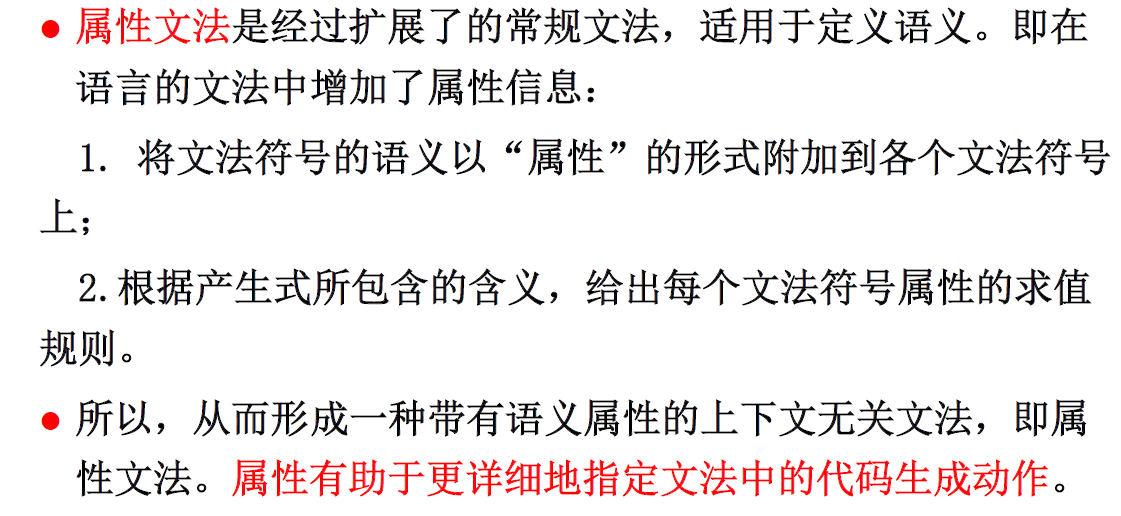 ● 属性文法是经过扩展了的常规文法，适用于定义语义。即在
语言的文法中增加了属性信息：
1. 将文法符号的语义以“属性”的形式附加到各个文法符号
上；
2.根据产生式所包含的含义，给出每个文法符号属性的求值
规则。
● 所以，从而形成一种带有语义属性的上下文无关文法，即属
性文法。属性有助于更详细地指定文法中的代码生成动作。